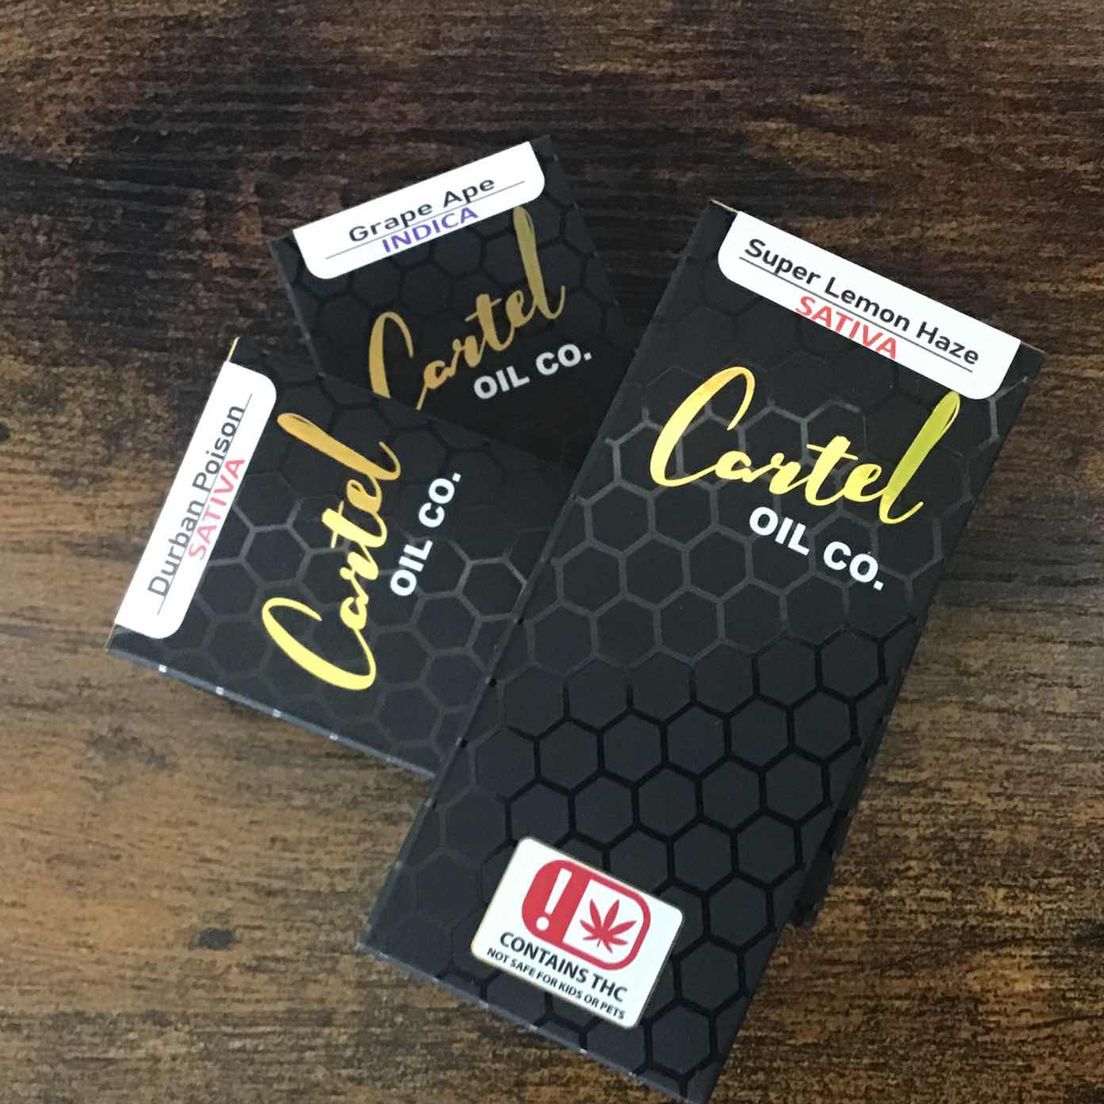 Grape Ape
INDICA
Cartel
OIL CO.
Durban Poison
SATIVA
Cartel
OIL CO.
Super Lemon Haze
SATIVA
Cartel
OIL CO.
!
CONTAINS THC
NOT SAFE FOR KIDS OR PETS